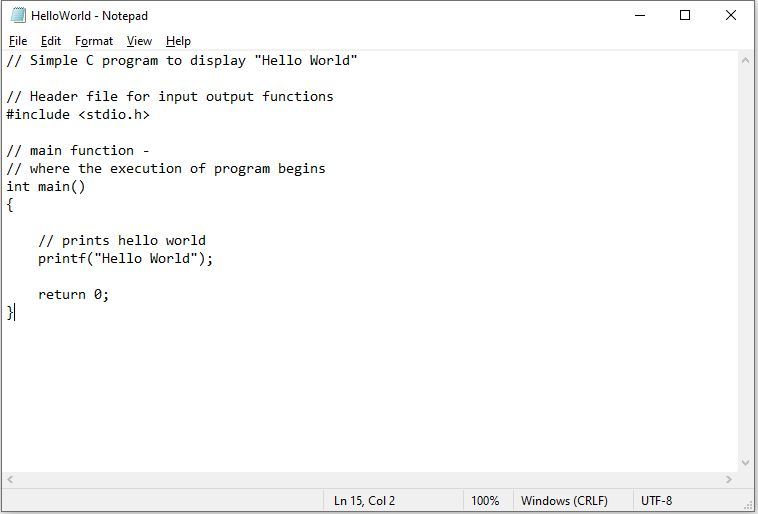 HelloWorld - Notepad
File Edit Format View Help
// Simple C program to display "Hello World"

// Header file for input output functions
#include <stdio.h>

// main function -
// where the execution of program begins
int main()
{

    // prints hello world
    printf("Hello World");

    return 0;
}
Ln 15, Col 2 100% Windows (CRLF) UTF-8